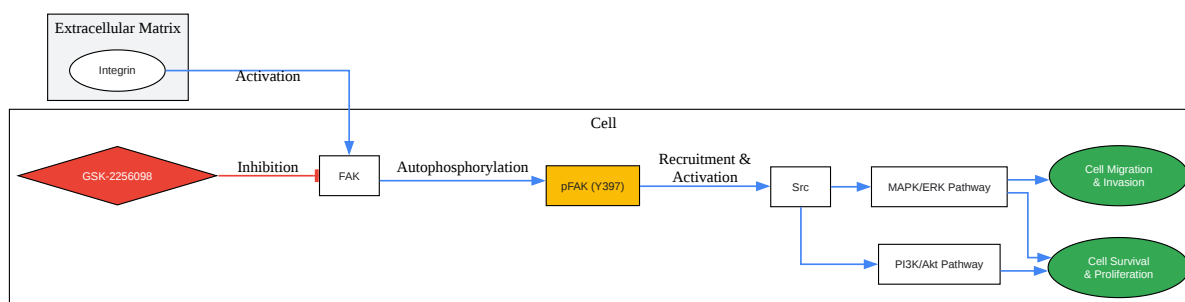 Extracellular Matrix
Integrin
Activation
Cell
GSK-2256098
Inhibition
FAK
Autophosphorylation
pFAK (Y397)
Recruitment &
Activation
Src
MAPK/ERK Pathway
Cell Migration
& Invasion
PI3K/Akt Pathway
Cell Survival
& Proliferation